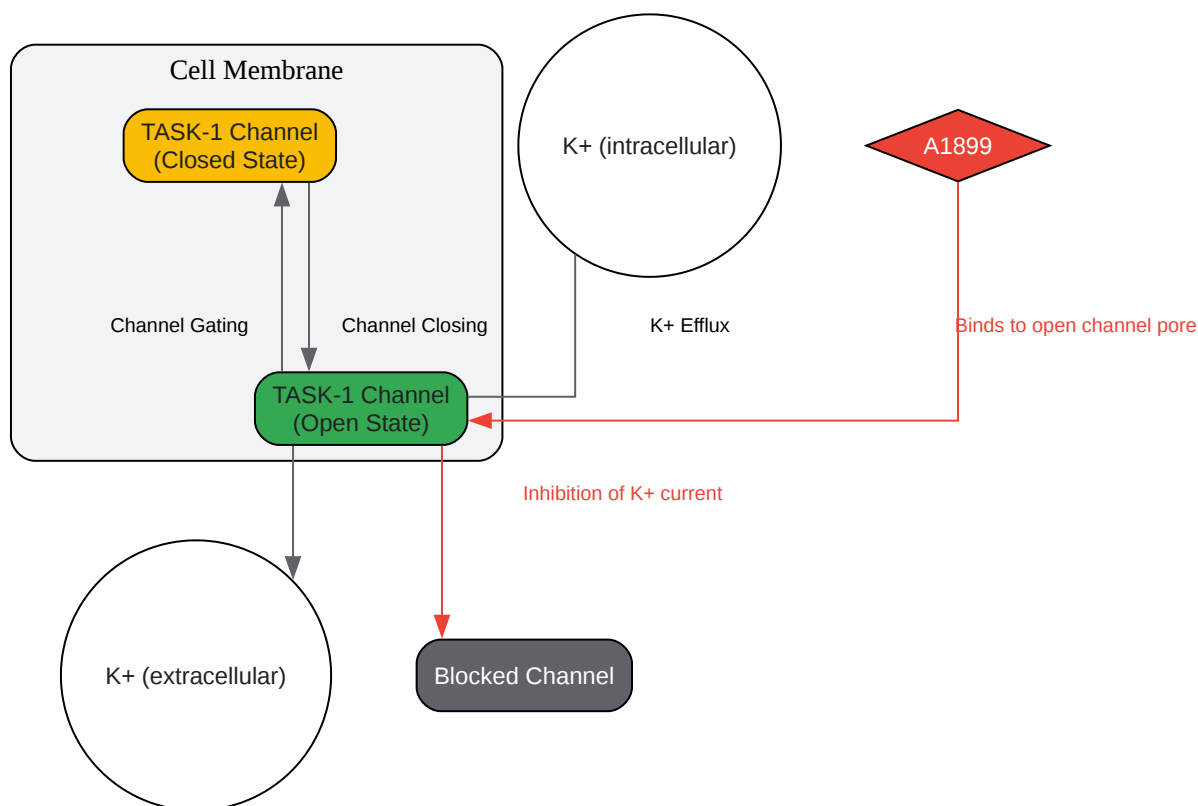 Cell Membrane
TASK-1 Channel
(Closed State)
K+ (intracellular)
A1899
Channel Gating
Channel Closing
K+ Efflux
Binds to open channel pore
TASK-1 Channel
(Open State)
Inhibition of K+ current
K+ (extracellular)
Blocked Channel